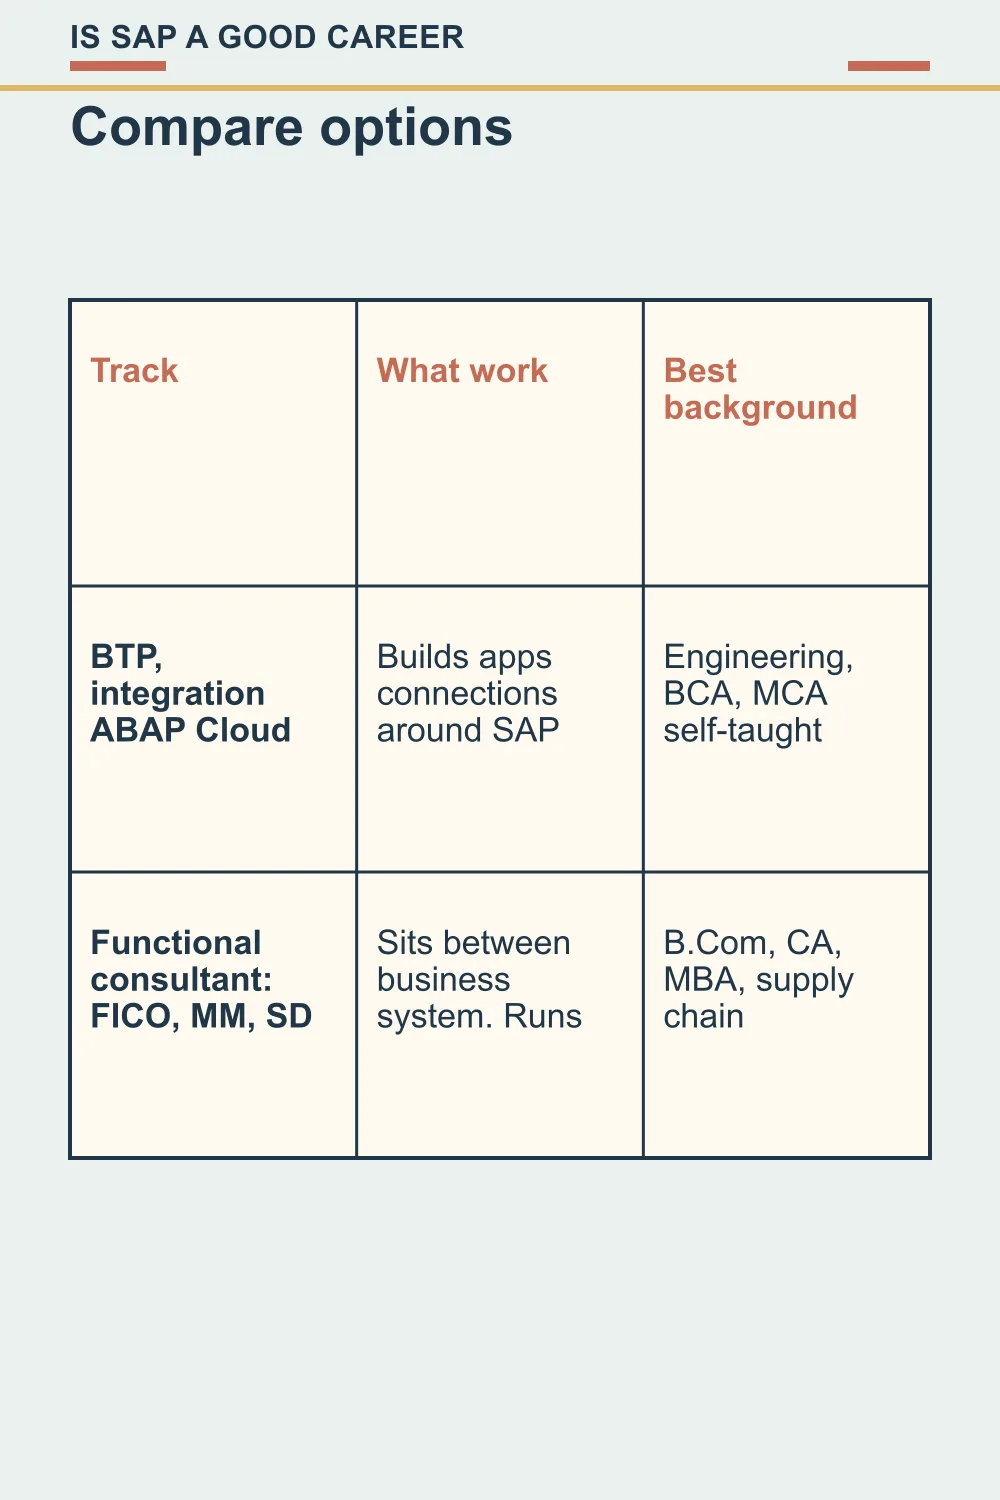 IS SAP A GOOD CAREER
Compare options
Track
What work
Best
background
BTP,
integration
ABAP Cloud
Builds apps
connections
around SAP
Engineering,
BCA, MCA
self-taught
Functional
consultant:
FICO, MM, SD
Sits between
business
system. Runs
B.Com, CA,
MBA, supply
chain